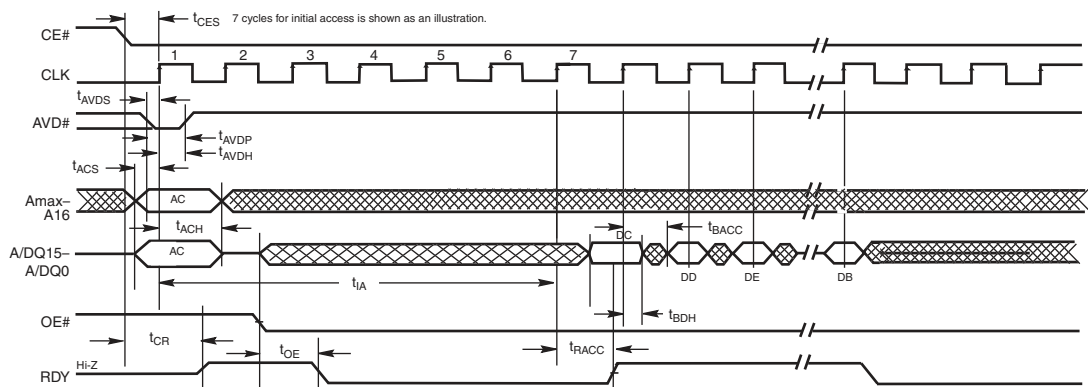 tCES 7 cycles for initial access is shown as an illustration.
CE#
1 2 3 4 5 6 7
CLK
tAVDS
AVD#
tAVDP
tAVDH
tACS
Amax–
A16
AC
tACH
DC
tBACC
A/DQ15–
A/DQ0
AC
DD DE DB
tIA
tBDH
OE#
tCR
tOE
tRACC
Hi-Z
RDY